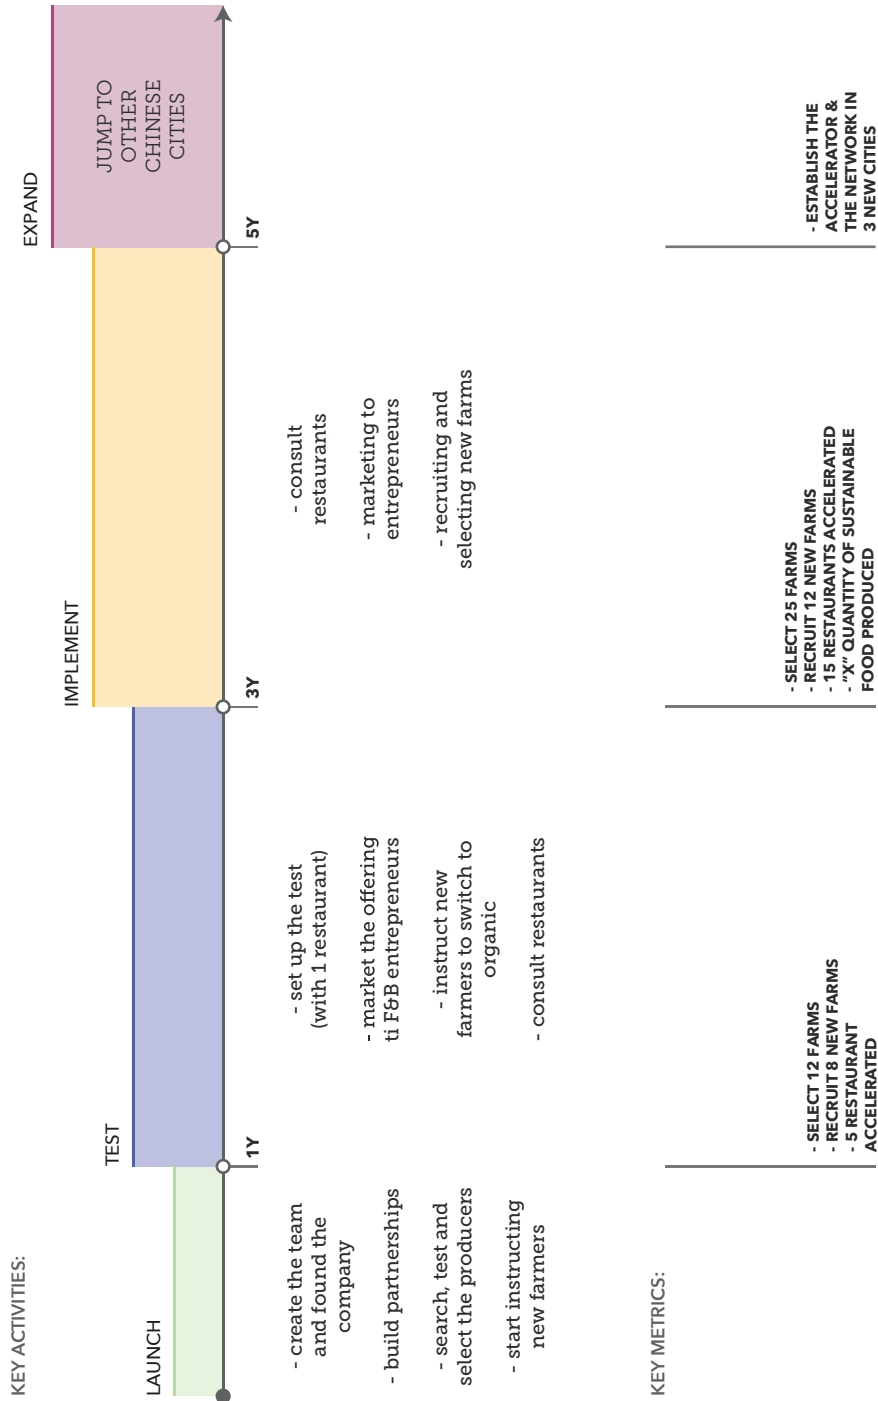 KEY ACTIVITIES:
LAUNCH
TEST
IMPLEMENT
EXPAND
JUMP TO
OTHER
CHINESE
CITIES
1Y
3Y
5Y
- create the team
and found the
company
- build partnerships
- search, test and
select the producers
- start instructing
new farmers
- set up the test
(with 1 restaurant)
- market the offering
ti F&B entrepreneurs
- instruct new
farmers to switch to
organic
- consult restaurants
- consult
restaurants
- marketing to
entrepreneurs
- recruiting and
selecting new farms
KEY METRICS:
- SELECT 12 FARMS
- RECRUIT 8 NEW FARMS
- 5 RESTAURANT
ACCELERATED
- SELECT 25 FARMS
- RECRUIT 12 NEW FARMS
- 15 RESTAURANTS ACCELERATED
- “X” QUANTITY OF SUSTAINABLE
FOOD PRODUCED
- ESTABLISH THE
ACCELERATOR &
THE NETWORK IN
3 NEW CITIES